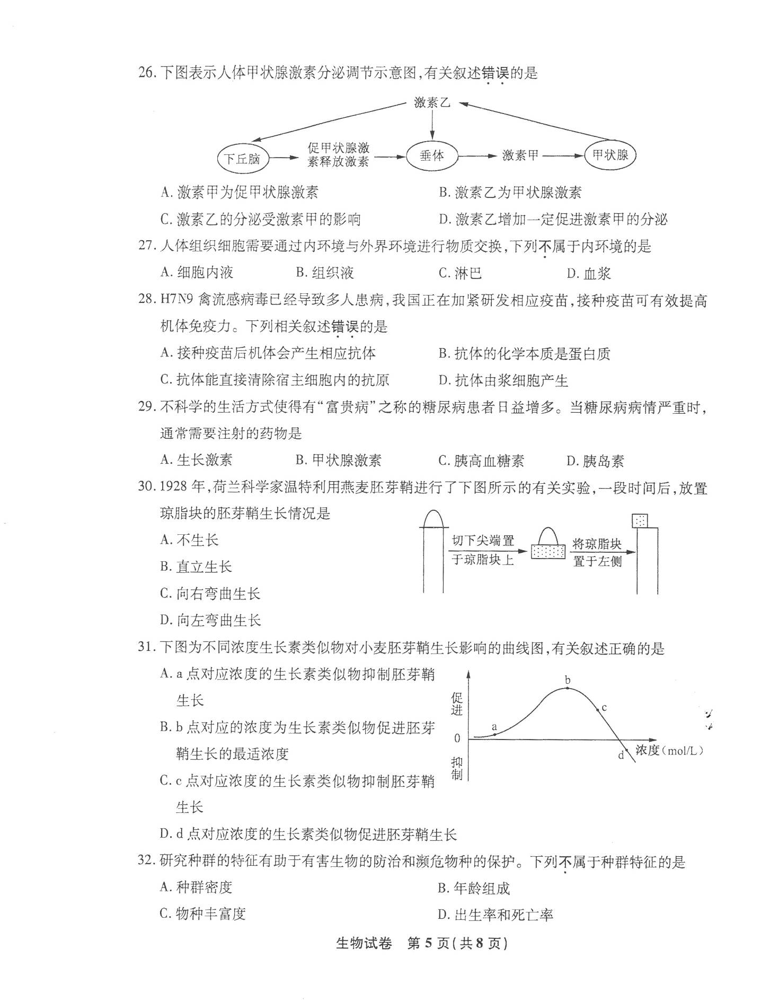 26. 下图表示人体甲状腺激素分泌调节示意图,有关叙述错误的是
激素乙
下丘脑
促甲状腺激
素释放激素
垂体
激素甲
甲状腺
A. 激素甲为促甲状腺激素 B. 激素乙为甲状腺激素
C. 激素乙的分泌受激素甲的影响 D. 激素乙增加一定促进激素甲的分泌
27. 人体组织细胞需要通过内环境与外界环境进行物质交换,下列不属于内环境的是
A. 细胞内液 B. 组织液 C. 淋巴 D. 血浆
28. H7N9 禽流感病毒已经导致多人患病,我国正在加紧研发相应疫苗,接种疫苗可有效提高
机体免疫力。下列相关叙述错误的是
A. 接种疫苗后机体会产生相应抗体 B. 抗体的化学本质是蛋白质
C. 抗体能直接清除宿主细胞内的抗原 D. 抗体由浆细胞产生
29. 不科学的生活方式使得有“富贵病”之称的糖尿病患者日益增多。当糖尿病病情严重时,
通常需要注射的药物是
A. 生长激素 B. 甲状腺激素 C. 胰高血糖素 D. 胰岛素
30. 1928 年,荷兰科学家温特利用燕麦胚芽鞘进行了下图所示的有关实验,一段时间后,放置
琼脂块的胚芽鞘生长情况是
A. 不生长
B. 直立生长
C. 向右弯曲生长
D. 向左弯曲生长
切下尖端置
于琼脂块上
将琼脂块
置于左侧
31. 下图为不同浓度生长素类似物对小麦胚芽鞘生长影响的曲线图,有关叙述正确的是
A. a 点对应浓度的生长素类似物抑制胚芽鞘
生长
B. b 点对应的浓度为生长素类似物促进胚芽
鞘生长的最适浓度
C. c 点对应浓度的生长素类似物抑制胚芽鞘
生长
D. d 点对应浓度的生长素类似物促进胚芽鞘生长
促进
0
抑制
a
b
c
d
浓度(mol/L)
32. 研究种群的特征有助于有害生物的防治和濒危物种的保护。下列不属于种群特征的是
A. 种群密度 B. 年龄组成
C. 物种丰富度 D. 出生率和死亡率
生物试卷 第 5 页(共 8 页)